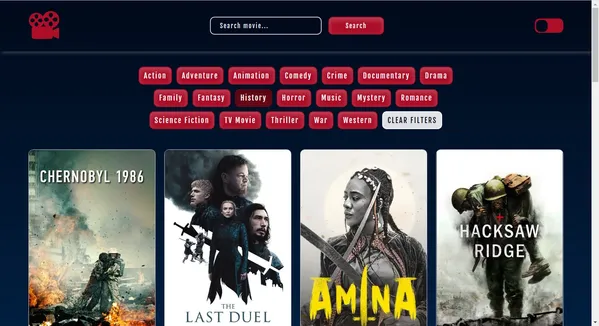 Search movie... Search
Action Adventure Animation Comedy Crime Documentary Drama
Family Fantasy History Horror Music Mystery Romance
Science Fiction TV Movie Thriller War Western CLEAR FILTERS
CHERNOBYL 1986
THE
LAST DUEL
AMINA
HACKSAW
RIDGE